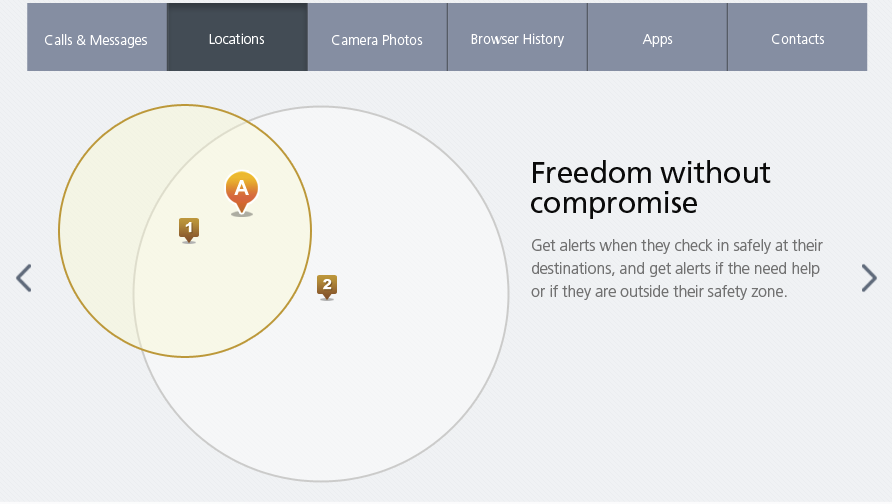 Calls & Messages
Locations
Camera Photos
Browser History
Apps
Contacts
A
1
2
Freedom without
compromise
Get alerts when they check in safely at their
destinations, and get alerts if the need help
or if they are outside their safety zone.